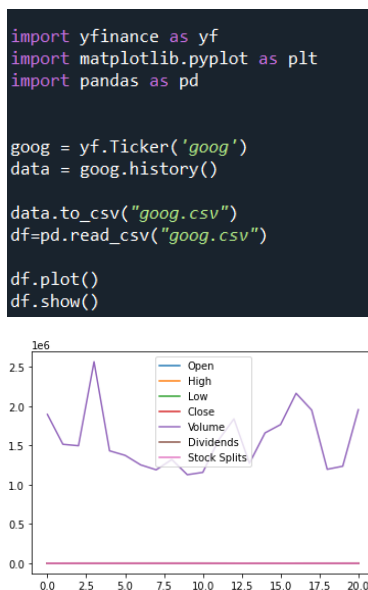 import yfinance as yf
import matplotlib.pyplot as plt
import pandas as pd
goog = yf.Ticker('goog')
data = goog.history()
data.to_csv("goog.csv")
df=pd.read_csv("goog.csv")
df.plot()
df.show()
1e6
Open
High
Low
Close
Volume
Dividends
Stock Splits
2.5
2.0
1.5
1.0
0.5
0.0
0.0 2.5 5.0 7.5 10.0 12.5 15.0 17.5 20.0